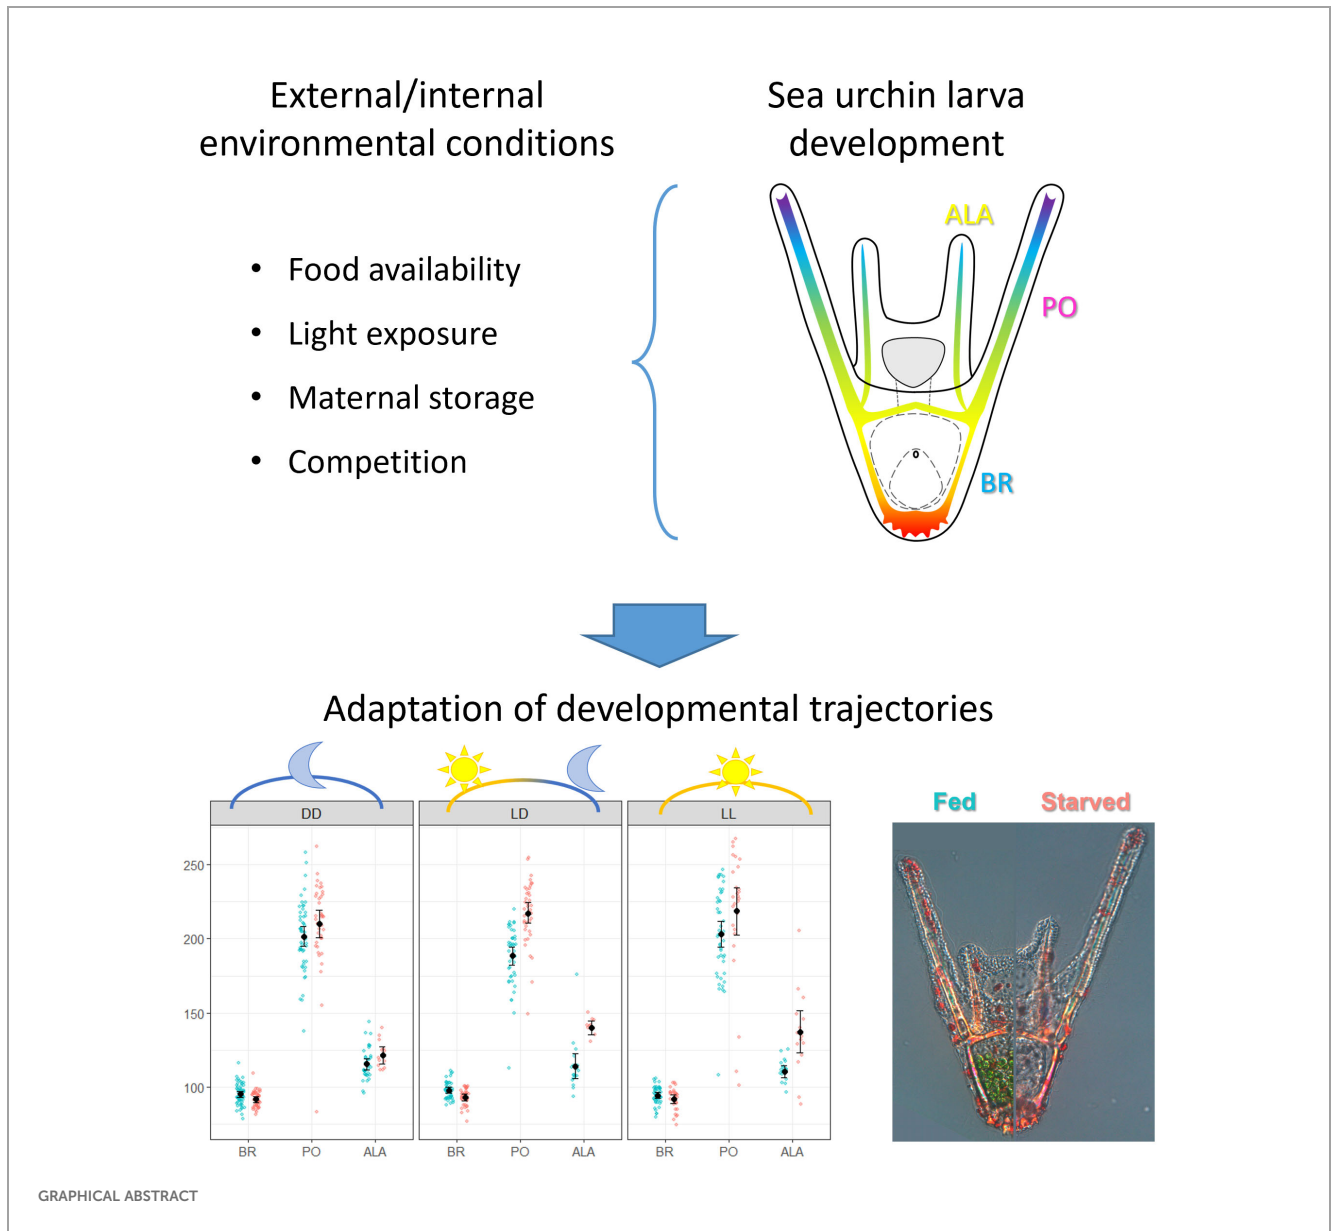 External/internal
environmental conditions
Sea urchin larva
development
• Food availability
• Light exposure
• Maternal storage
• Competition
ALA
PO
BR
Adaptation of developmental trajectories
DD
LD
LL
250
200
150
100
BR PO ALA
BR PO ALA
BR PO ALA
Fed
Starved
GRAPHICAL ABSTRACT